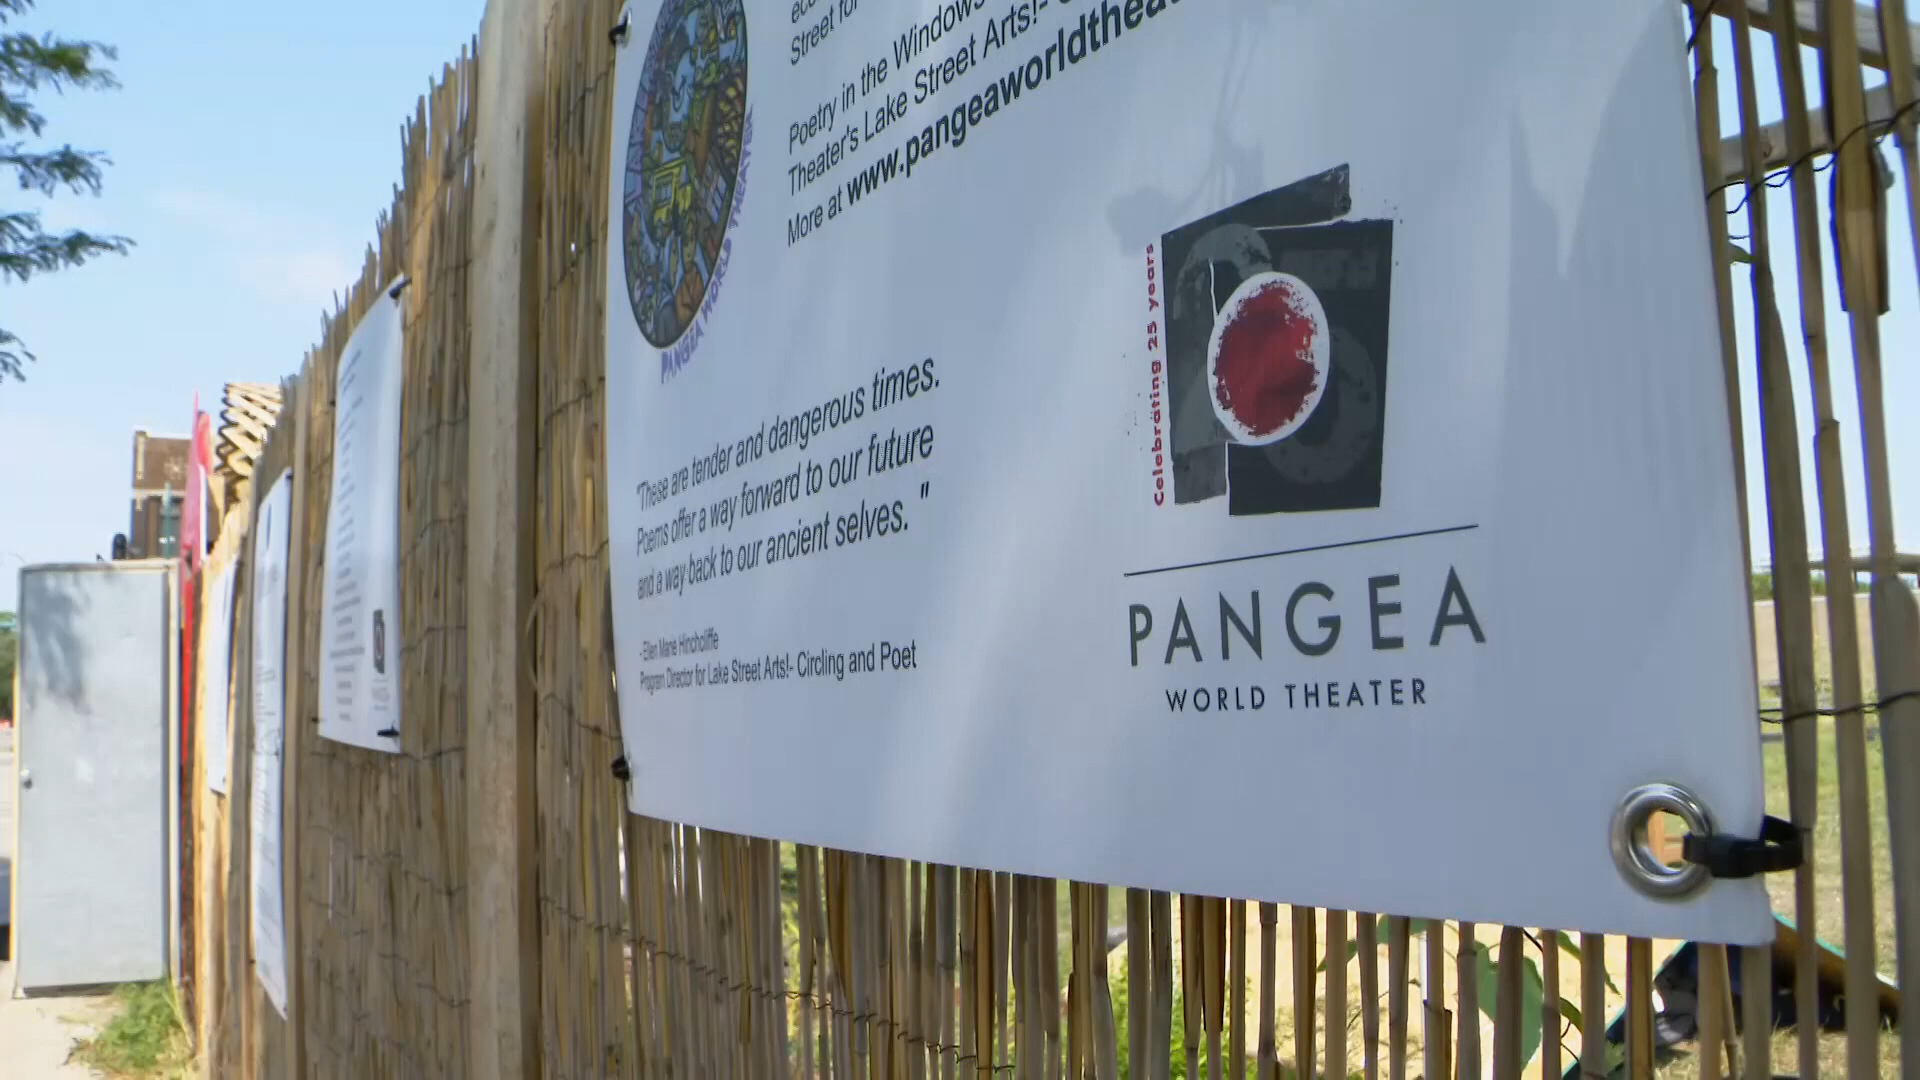 Street for
Poetry in the Windows
Theater's Lake Street Arts!-
More at www.pangeaworldthea
PANGEA WORLD THEATER
"These are tender and dangerous times.
Poems offer a way forward to our future
and a way back to our ancient selves. "
- Ellen Marie Hinchcliffe
Program Director for Lake Street Arts!- Circling and Poet
Celebrating 25 years
PANGEA
WORLD THEATER